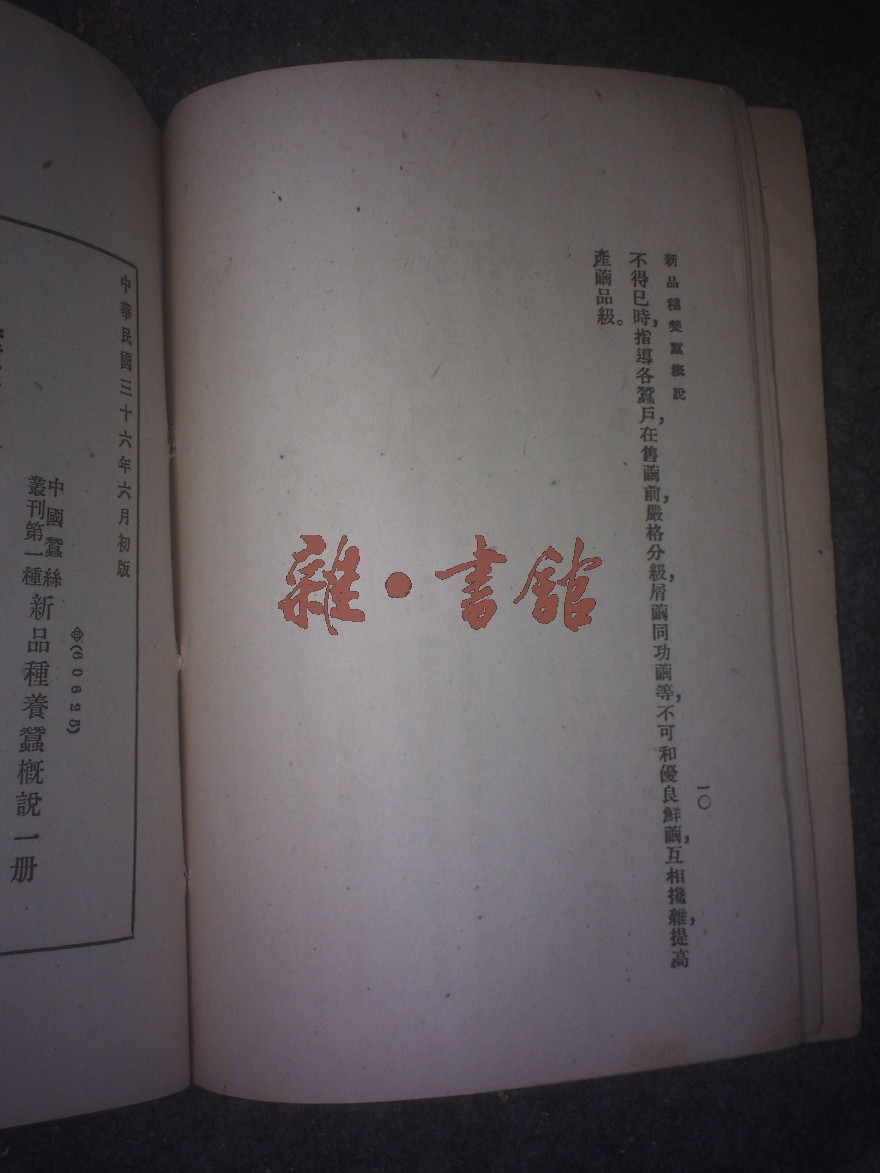 新品種養蠶概說
一〇
不得已時，指導各蠶戶，在售繭前，嚴格分級，屑繭同功繭等，不可和優良鮮繭，互相攙雜，提高
產繭品級。
雜·書館
中華民國三十六年六月初版
(60625)
中國蠶絲
叢刊第一種
新品種養蠶概說一册